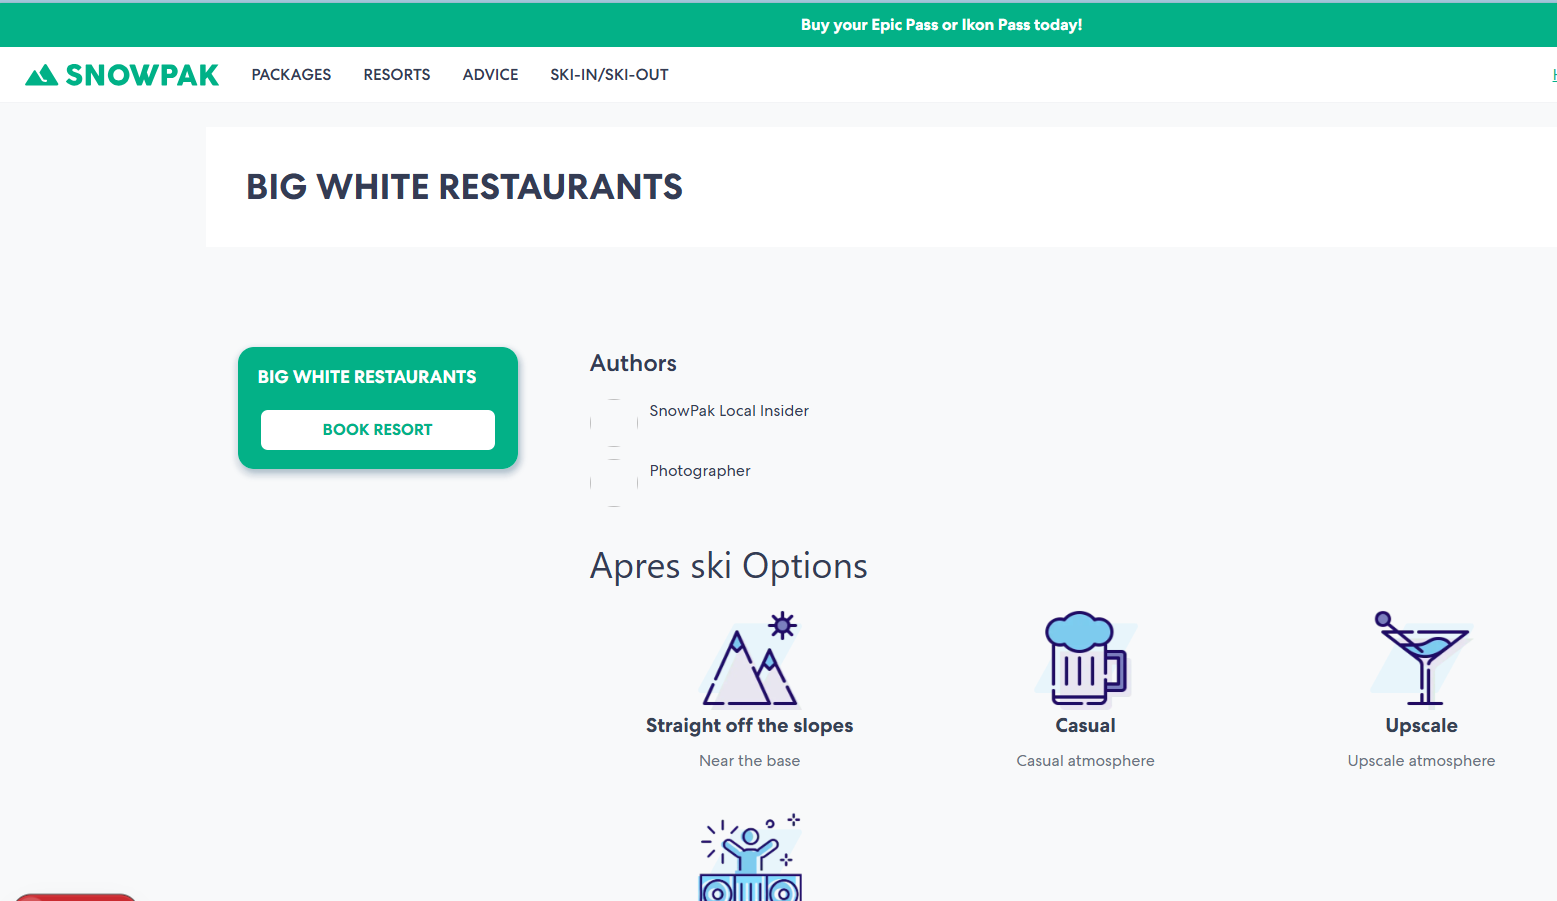 Buy your Epic Pass or Ikon Pass today!
SNOWPAK PACKAGES RESORTS ADVICE SKI-IN/SKI-OUT
BIG WHITE RESTAURANTS
BIG WHITE RESTAURANTS
BOOK RESORT
Authors
SnowPak Local Insider
Photographer
Apres ski Options
Straight off the slopes
Near the base
Casual
Casual atmosphere
Upscale
Upscale atmosphere